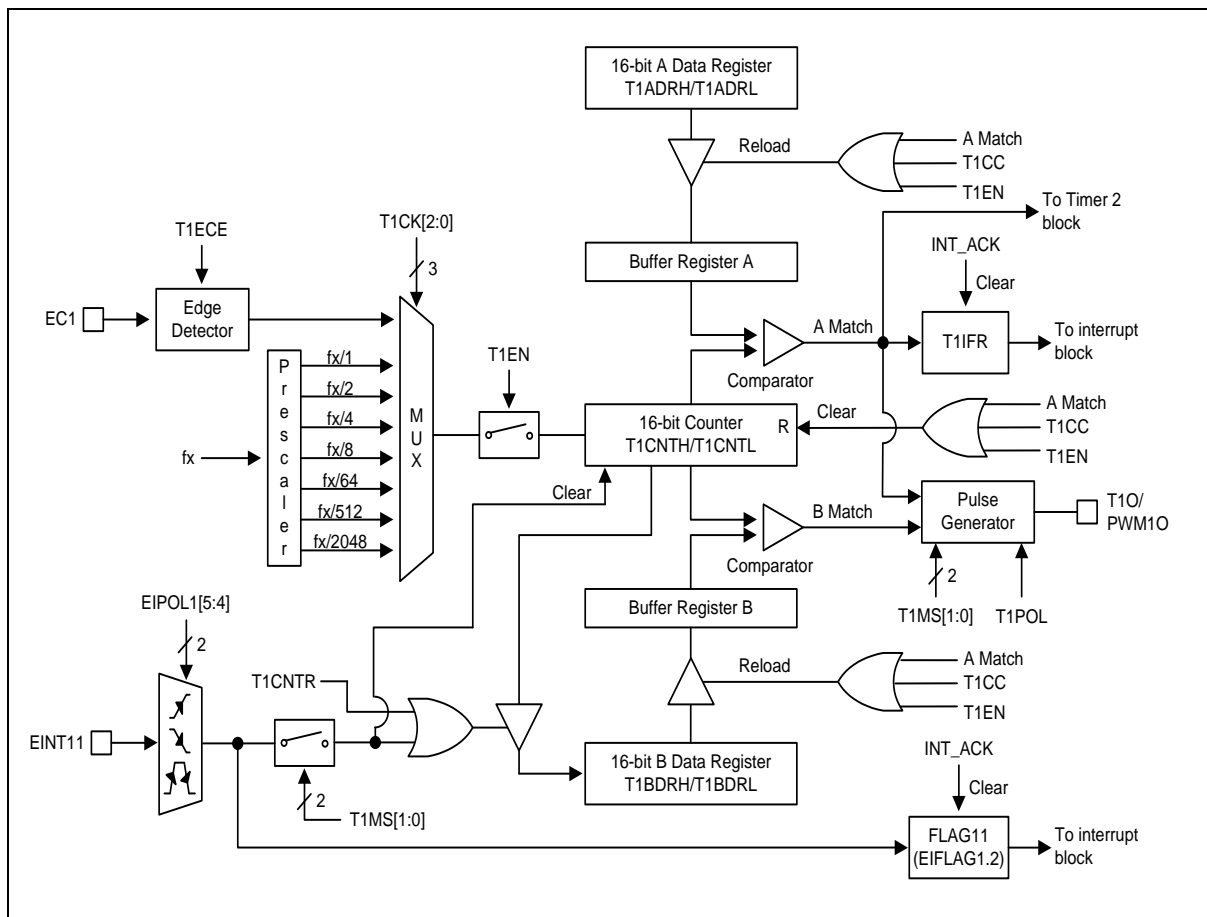 16-bit A Data Register
T1ADRH/T1ADRL
Reload
A Match
T1CC
T1EN
To Timer 2
block
T1CK[2:0]
3
T1ECE
Buffer Register A
INT_ACK
Clear
EC1
Edge
Detector
A Match
T1IFR
To interrupt
block
Comparator
Prescaler
fx/1
fx/2
fx/4
fx/8
fx/64
fx/512
fx/2048
fx
MUX
T1EN
16-bit Counter
T1CNTH/T1CNTL
R
Clear
A Match
T1CC
T1EN
Clear
B Match
Comparator
Pulse
Generator
T1O/
PWM1O
2
T1MS[1:0]
T1POL
EIPOL1[5:4]
2
Buffer Register B
Reload
A Match
T1CC
T1EN
T1CNTR
EINT11
2
T1MS[1:0]
16-bit B Data Register
T1BDRH/T1BDRL
INT_ACK
Clear
FLAG11
(EIFLAG1.2)
To interrupt
block